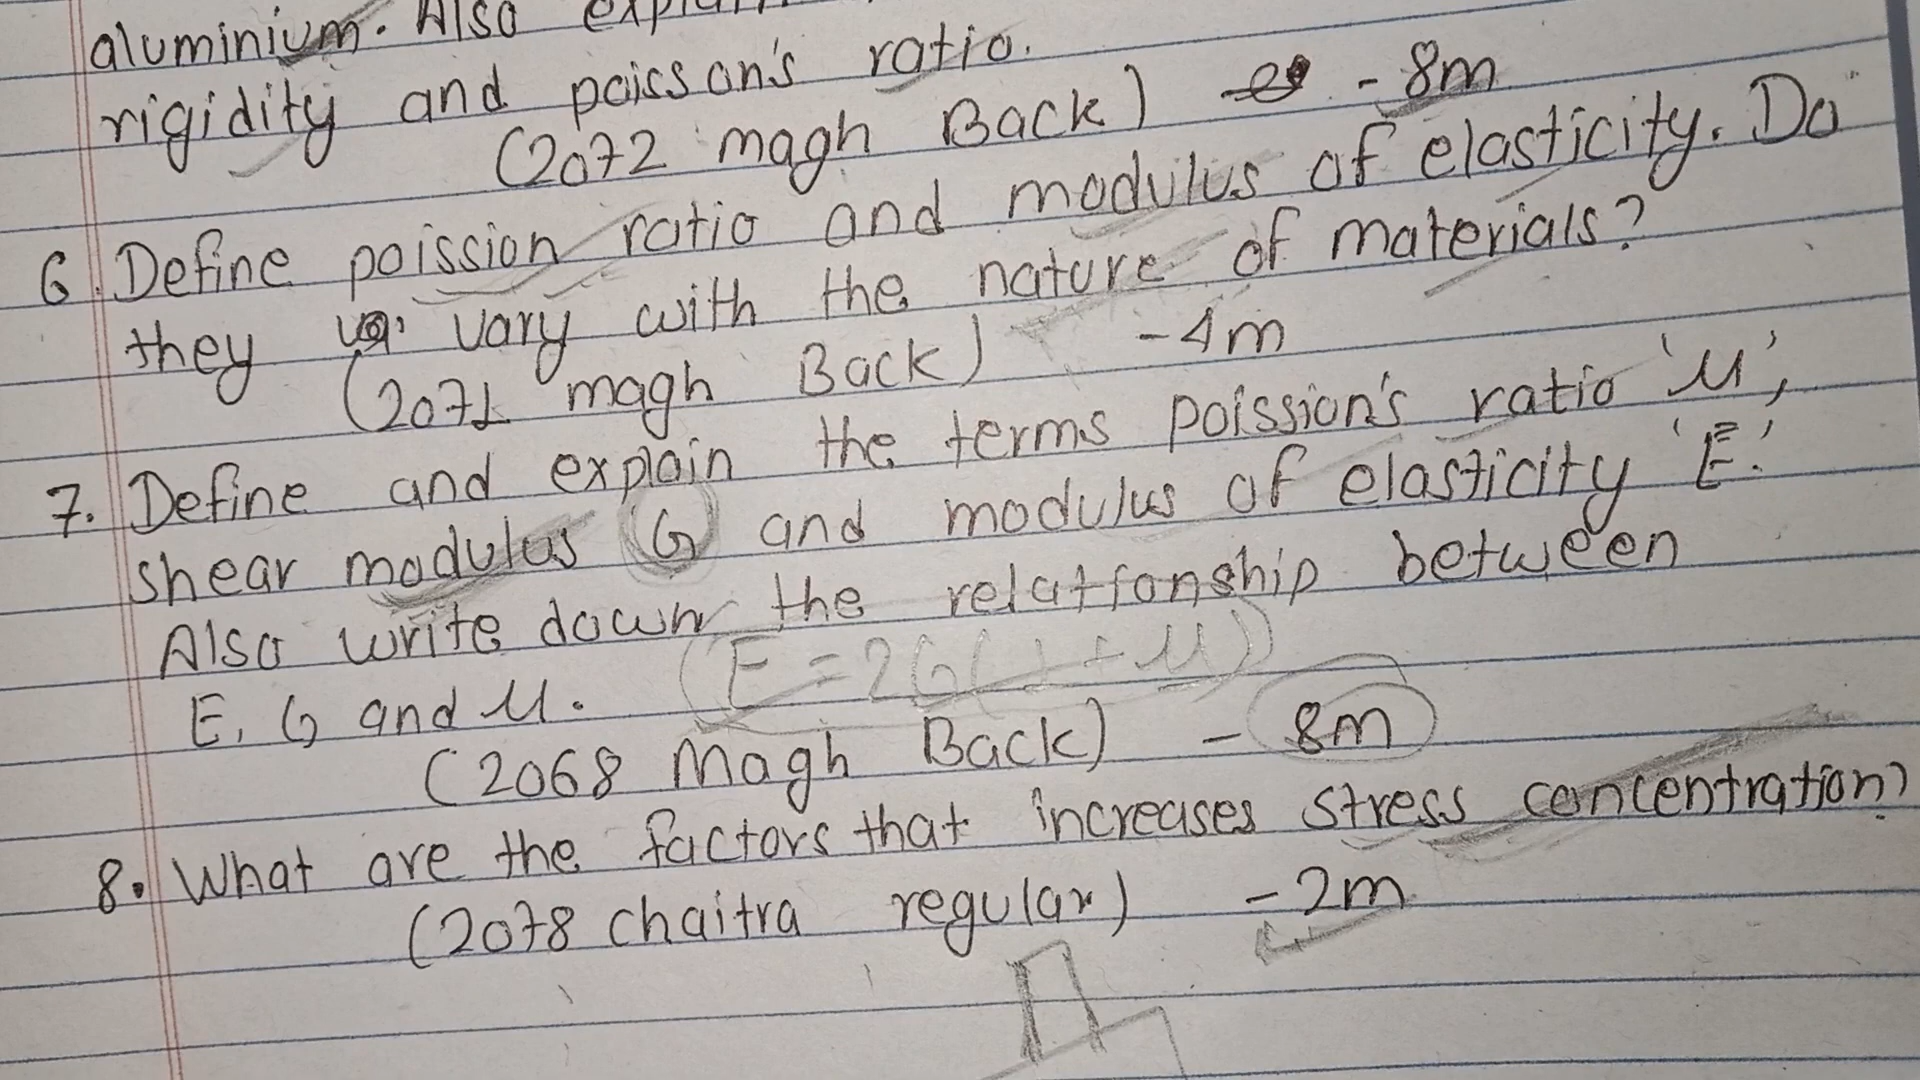 aluminium. Also
rigidity and poissons's ratio.
(2072 magh Back) - 8m
6. Define poission ratio and modulus of elasticity. Do
they vary with the nature of materials?
(2071 magh Back) - 4m
7. Define and explain the terms poission's ratio 'μ',
shear modulus G and modulus of elasticity 'E'.
Also write down the relationship between
E, G and μ. (E = 2G(1+μ))
(2068 Magh Back) - 8m
8. What are the factors that increases stress concentration?
(2078 chaitra regular) - 2m